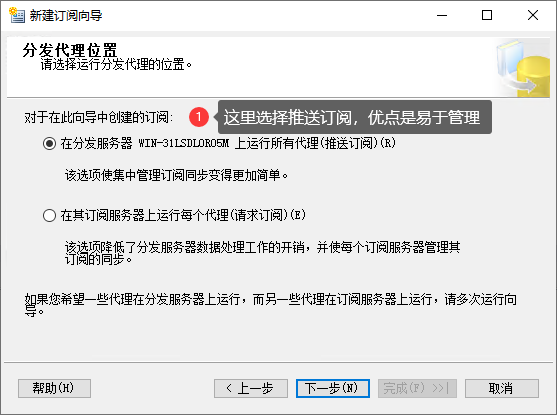 新建订阅向导
分发代理位置
请选择运行分发代理的位置。
对于在此向导中创建的订阅:
1 这里选择推送订阅，优点是易于管理
在分发服务器 WIN-31LSDLORO5M 上运行所有代理(推送订阅)(R)
该选项使集中管理订阅同步变得更加简单。
在其订阅服务器上运行每个代理(请求订阅)(E)
该选项降低了分发服务器数据处理工作的开销，并使每个订阅服务器管理其
订阅的同步。
如果您希望一些代理在分发服务器上运行，而另一些代理在订阅服务器上运行，请多次运行向
导。
帮助(H)
< 上一步
下一步(N)
完成(F) >>|
取消